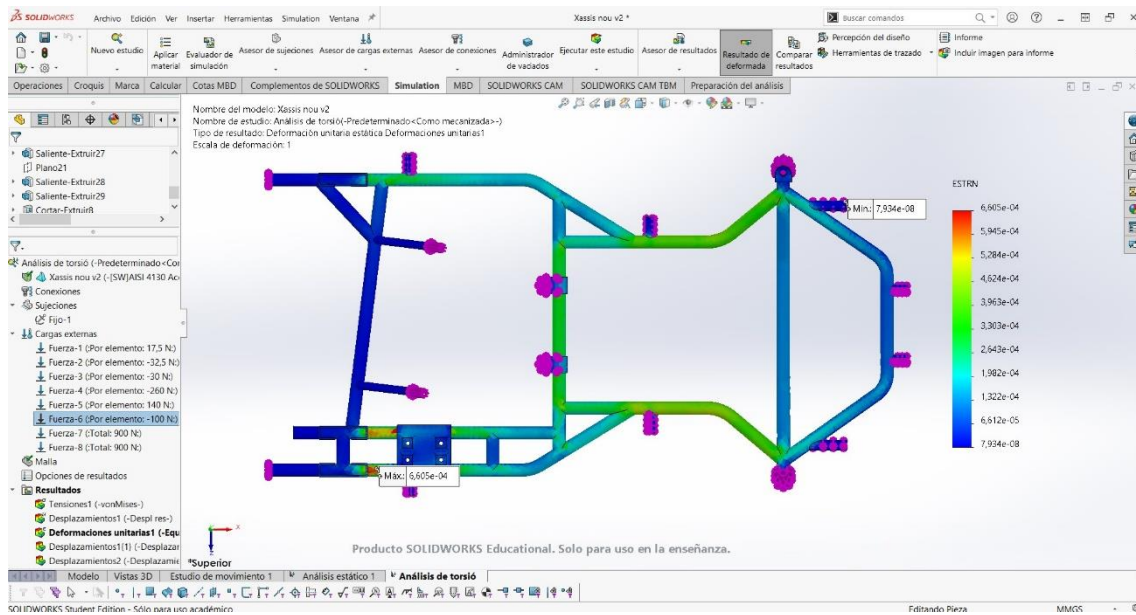 SOLIDWORKS
Archivo Edición Ver Insertar Herramientas Simulation Ventana
Xassis nou v2 *
Buscar comandos
Nuevo estudio
Aplicar material
Evaluador de simulación
Asesor de sujeciones
Asesor de cargas externas
Asesor de conexiones
Administrador de vaciados
Ejecutar este estudio
Asesor de resultados
Resultado de deformada
Comparar resultados
Percepción del diseño
Herramientas de trazado
Informe
Incluir imagen para informe
Operaciones Croquis Marca Calcular Cotas MBD Complementos de SOLIDWORKS Simulation MBD SOLIDWORKS CAM SOLIDWORKS CAM TBM Preparación del análisis
Nombre del modelo: Xassis nou v2
Nombre de estudio: Análisis de torsió(-Predeterminado<Como mecanizada>-)
Tipo de resultado: Deformación unitaria estática Deformaciones unitarias1
Escala de deformación: 1
Saliente-Extruir27
Plano21
Saliente-Extruir28
Saliente-Extruir29
Cortar-Extruir8
Análisis de torsió (-Predeterminado<Cor
Xassis nou v2 (-[SW]AISI 4130 Ace
Conexiones
Sujeciones
Fijo-1
Cargas externas
Fuerza-1 (:Por elemento: 17,5 N:)
Fuerza-2 (:Por elemento: -32,5 N:)
Fuerza-3 (:Por elemento: -30 N:)
Fuerza-4 (:Por elemento: -260 N:)
Fuerza-5 (:Por elemento: 140 N:)
Fuerza-6 (:Por elemento: -100 N:)
Fuerza-7 (:Total: 900 N:)
Fuerza-8 (:Total: 900 N:)
Malla
Opciones de resultados
Resultados
Tensiones1 (-vonMises-)
Desplazamientos1 (-Despl res-)
Deformaciones unitarias1 (-Equ
Desplazamientos1{1} (-Desplazar
Desplazamientos2 (-Desplazamie
Mín.: 7,934e-08
Máx.: 6,605e-04
ESTRN
6,605e-04
5,945e-04
5,284e-04
4,624e-04
3,963e-04
3,303e-04
2,643e-04
1,982e-04
1,322e-04
6,612e-05
7,934e-08
*Superior
Producto SOLIDWORKS Educational. Solo para uso en la enseñanza.
Modelo Vistas 3D Estudio de movimiento 1 Análisis estático 1 Análisis de torsió
SOLIDWORKS Student Edition - Sólo para uso académico
Editando Pieza
MMGS